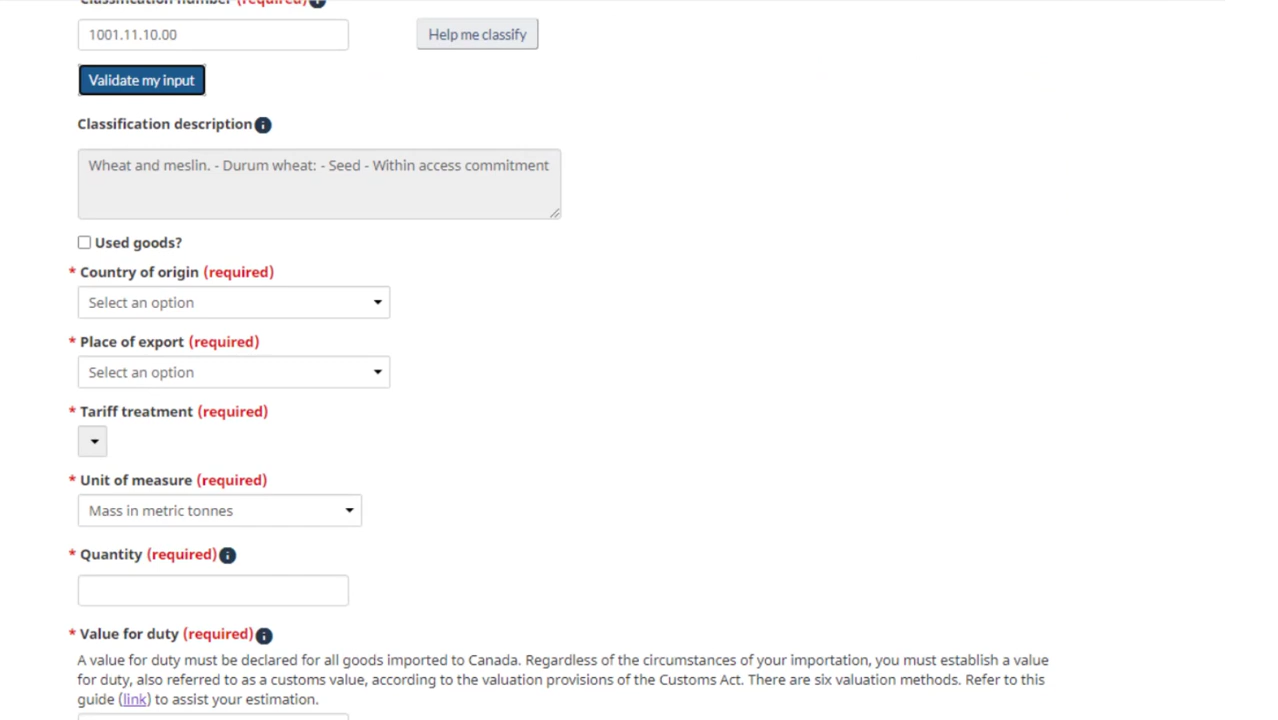 Classification number (required)
1001.11.10.00
Help me classify
Validate my input
Classification description
Wheat and meslin. - Durum wheat: - Seed - Within access commitment
Used goods?
* Country of origin (required)
Select an option
* Place of export (required)
Select an option
* Tariff treatment (required)
* Unit of measure (required)
Mass in metric tonnes
* Quantity (required)
* Value for duty (required)
A value for duty must be declared for all goods imported to Canada. Regardless of the circumstances of your importation, you must establish a value
for duty, also referred to as a customs value, according to the valuation provisions of the Customs Act. There are six valuation methods. Refer to this
guide (link) to assist your estimation.